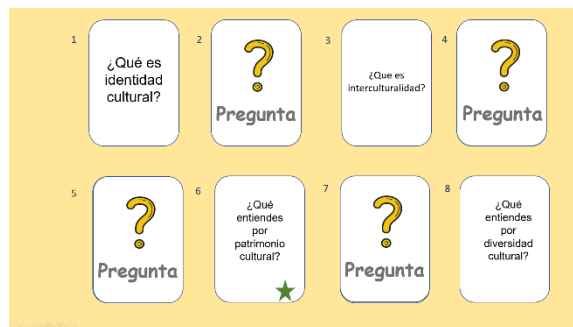 1
¿Qué es
identidad
cultural?
2
Pregunta
3
¿Que es
interculturalidad?
4
Pregunta
5
Pregunta
6
¿Qué
entiendes
por
patrimonio
cultural?
7
Pregunta
8
¿Qué
entiendes
por
diversidad
cultural?